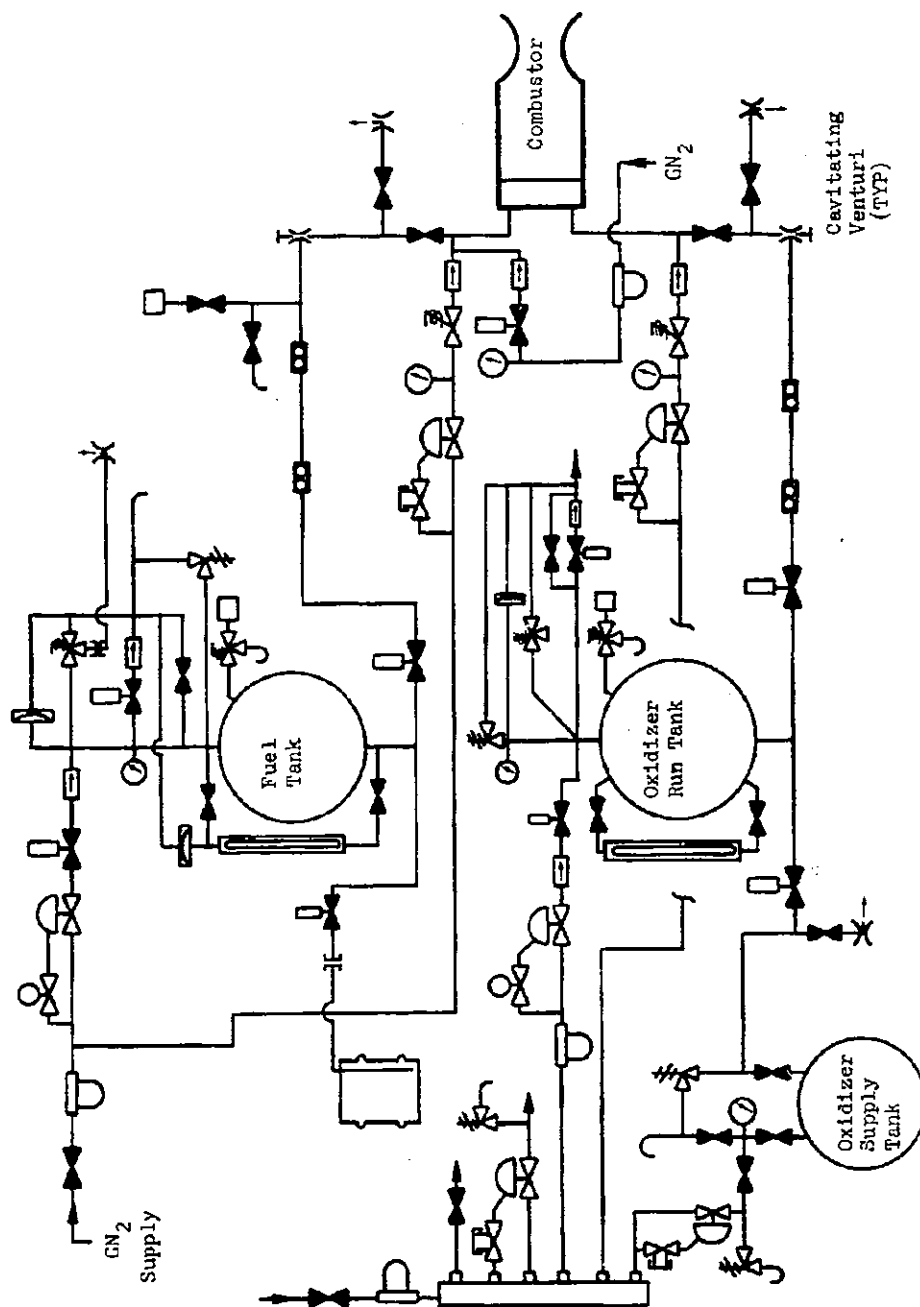 Combustor
GN2
Cavitating
Venturi
(TYP)
Fuel
Tank
Oxidizer
Run Tank
Oxidizer
Supply
Tank
GN2
Supply